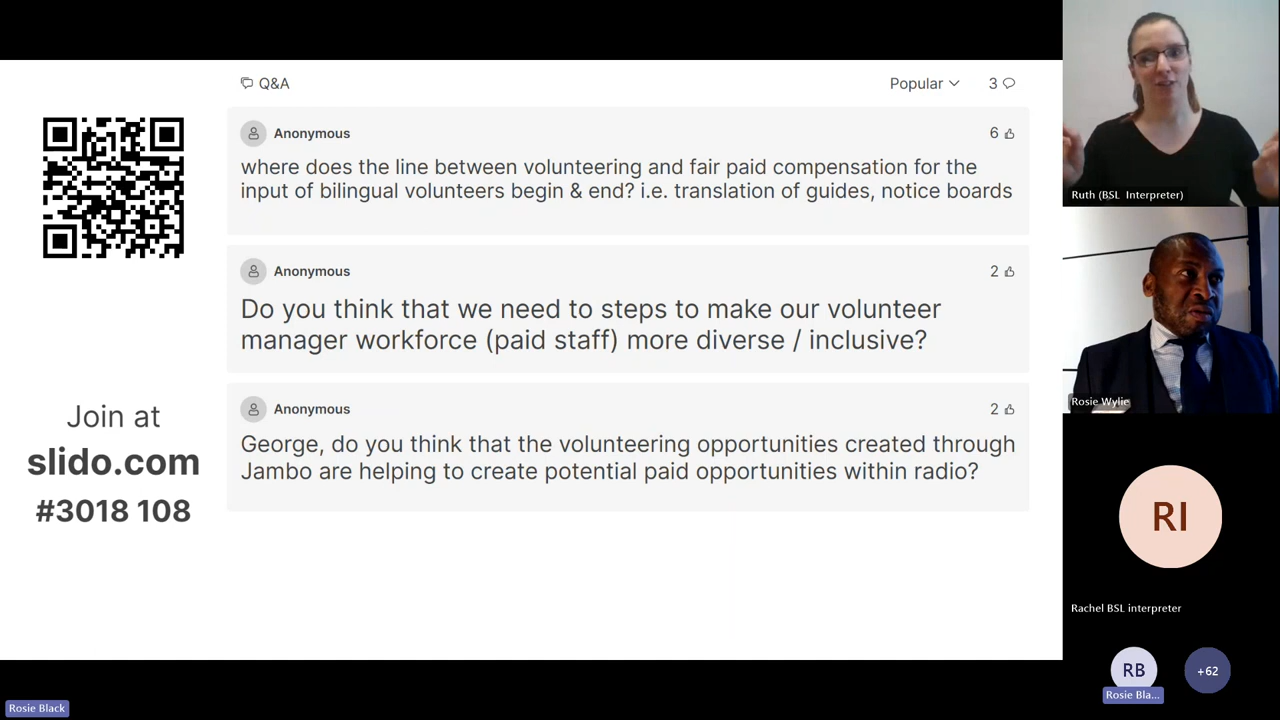 Q&A
Popular
3
Anonymous
6
where does the line between volunteering and fair paid compensation for the
input of bilingual volunteers begin & end? i.e. translation of guides, notice boards
Anonymous
2
Do you think that we need to steps to make our volunteer
manager workforce (paid staff) more diverse / inclusive?
Anonymous
2
George, do you think that the volunteering opportunities created through
Jambo are helping to create potential paid opportunities within radio?
Join at
slido.com
#3018 108
Ruth (BSL Interpreter)
Rosie Wylie
RI
Rachel BSL interpreter
RB
Rosie Bla...
+62
Rosie Black